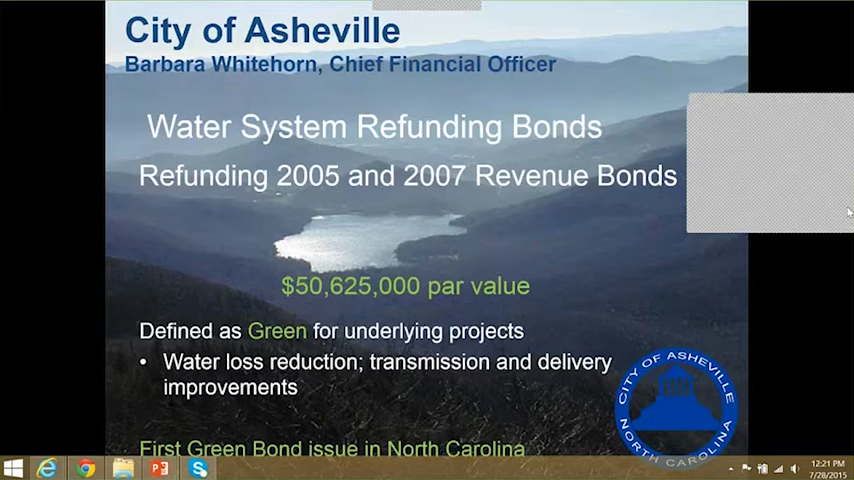 City of Asheville
Barbara Whitehorn, Chief Financial Officer
Water System Refunding Bonds
Refunding 2005 and 2007 Revenue Bonds
$50,625,000 par value
Defined as Green for underlying projects
• Water loss reduction; transmission and delivery
improvements
CITY OF ASHEVILLE
NORTH CAROLINA
First Green Bond issue in North Carolina
12:21 PM
7/28/2015